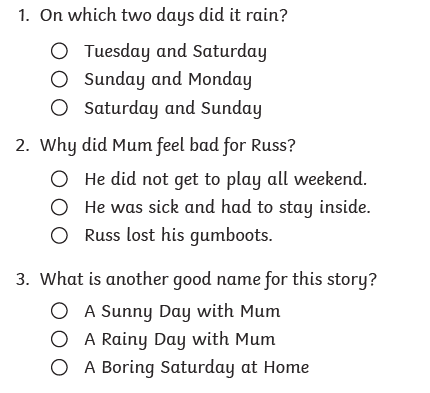 1. On which two days did it rain?
Tuesday and Saturday
Sunday and Monday
Saturday and Sunday
2. Why did Mum feel bad for Russ?
He did not get to play all weekend.
He was sick and had to stay inside.
Russ lost his gumboots.
3. What is another good name for this story?
A Sunny Day with Mum
A Rainy Day with Mum
A Boring Saturday at Home